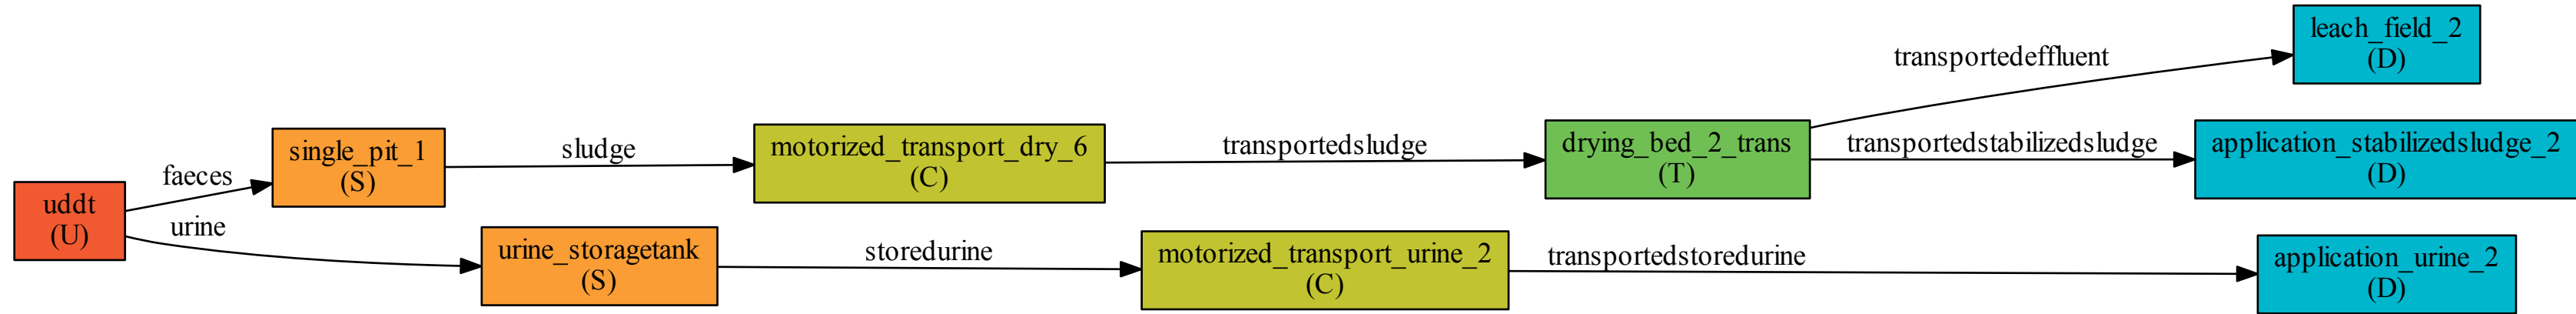 uddt
(U)
faeces
urine
single_pit_1
(S)
urine_storagetank
(S)
sludge
storedurine
motorized_transport_dry_6
(C)
motorized_transport_urine_2
(C)
transportedsludge
transportedstoredurine
drying_bed_2_trans
(T)
transportedeffluent
transportedstabilizedsludge
leach_field_2
(D)
application_stabilizedsludge_2
(D)
application_urine_2
(D)